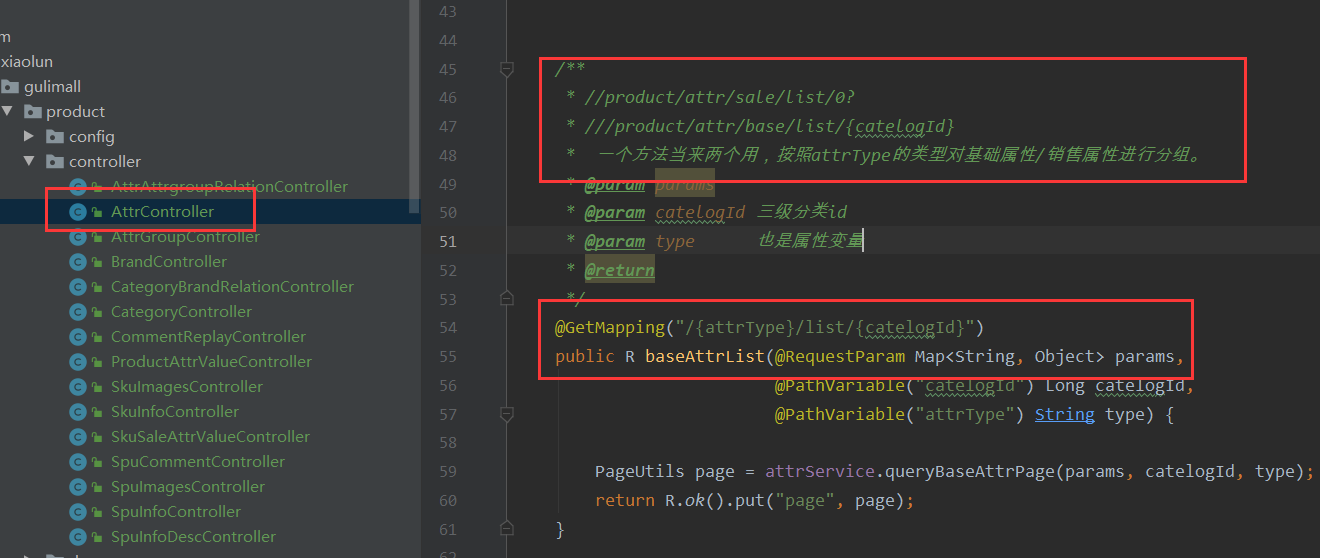 m
xiaolun
gulimall
product
config
controller
AttrAttrgroupRelationController
AttrController
AttrGroupController
BrandController
CategoryBrandRelationController
CategoryController
CommentReplayController
ProductAttrValueController
SkuImagesController
SkuInfoController
SkuSaleAttrValueController
SpuCommentController
SpuImagesController
SpuInfoController
SpuInfoDescController
43
44
45 /**
46 * //product/attr/sale/list/0?
47 * ///product/attr/base/list/{catelogId}
48 * 一个方法当来两个用，按照attrType的类型对基础属性/销售属性进行分组。
49 * @param params
50 * @param catelogId 三级分类id
51 * @param type 也是属性变量
52 * @return
53 */
54 @GetMapping("/{attrType}/list/{catelogId}")
55 public R baseAttrList(@RequestParam Map<String, Object> params,
56 @PathVariable("catelogId") Long catelogId,
57 @PathVariable("attrType") String type) {
58
59 PageUtils page = attrService.queryBaseAttrPage(params, catelogId, type);
60 return R.ok().put("page", page);
61 }
62